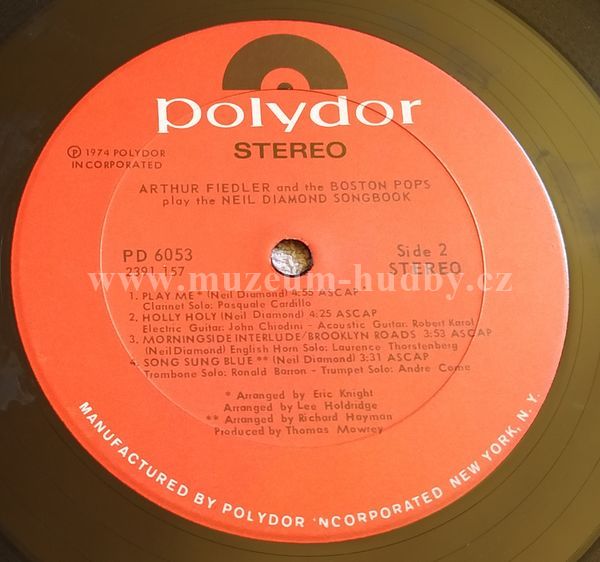 polydor
STEREO
℗ 1974 POLYDOR
INCORPORATED
ARTHUR FIEDLER and the BOSTON POPS
play the NEIL DIAMOND SONGBOOK
PD 6053
2391 157
Side 2
STEREO
www.muzeum-hudby.cz
1. PLAY ME * (Neil Diamond) 4:55 ASCAP
Clarinet Solo: Pasquale Cardillo
2. HOLLY HOLY (Neil Diamond) 4:25 ASCAP
Electric Guitar: John Chiodini - Acoustic Guitar: Robert Karol
3. MORNINGSIDE INTERLUDE/BROOKLYN ROADS 3:53 ASCAP
(Neil Diamond) English Horn Solo: Laurence Thorstenberg
4. SONG SUNG BLUE ** (Neil Diamond) 3:31 ASCAP
Trombone Solo: Ronald Barron - Trumpet Solo: Andre Come
* Arranged by Eric Knight
Arranged by Lee Holdridge
** Arranged by Richard Hayman
Produced by Thomas Mowrey
MANUFACTURED BY POLYDOR INCORPORATED NEW YORK, N.Y.